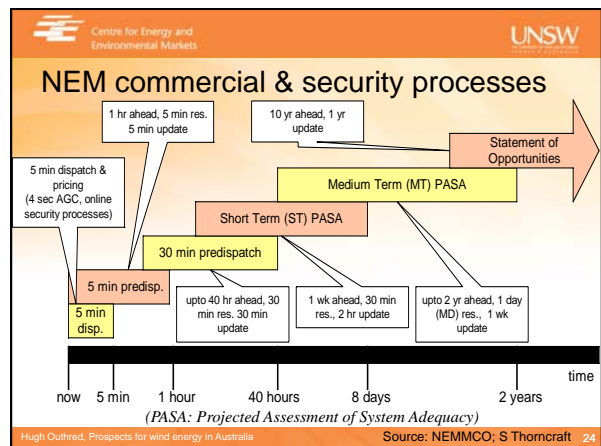 Centre for Energy and
Environmental Markets
UNSW
NEM commercial & security processes
1 hr ahead, 5 min res.
5 min update
10 yr ahead, 1 yr
update
Statement of
Opportunities
5 min dispatch &
pricing
(4 sec AGC, online
security processes)
Medium Term (MT) PASA
Short Term (ST) PASA
30 min predispatch
5 min predisp.
5 min
disp.
upto 40 hr ahead, 30
min res. 30 min
update
1 wk ahead, 30 min
res., 2 hr update
upto 2 yr ahead, 1 day
(MD) res., 1 wk
update
time
now
5 min
1 hour
40 hours
8 days
2 years
(PASA: Projected Assessment of System Adequacy)
Hugh Outhred, Prospects for wind energy in Australia
Source: NEMMCO; S Thorncraft
24